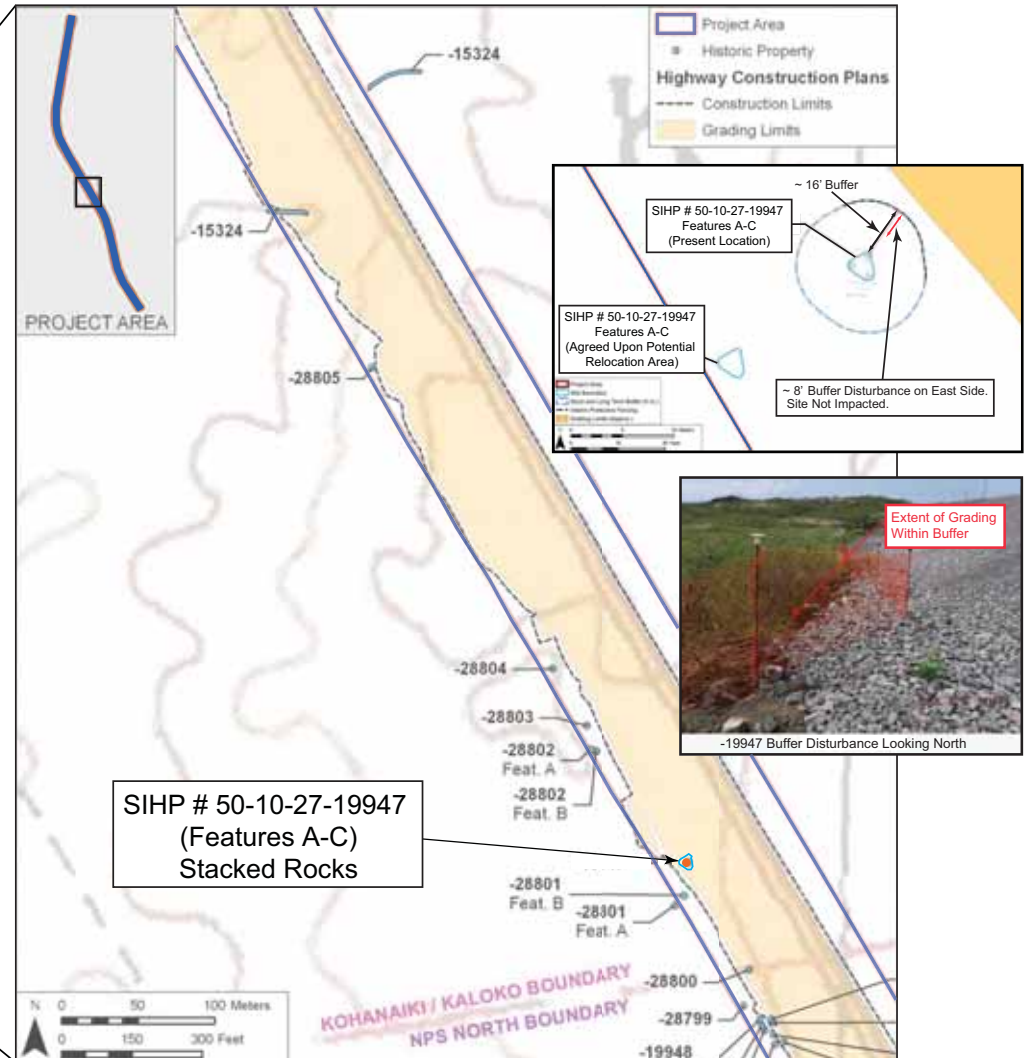 PROJECT AREA
-15324
-15324
-28805
-28804
-28803
-28802
Feat. A
-28802
Feat. B
SIHP # 50-10-27-19947
(Features A-C)
Stacked Rocks
-28801
Feat. B
-28301
Feat. A
-28800
-28799
-19948
KOHANAIKI / KALOKO BOUNDARY
NPS NORTH BOUNDARY
N 0 50 100 Meters
0 150 300 Feet
Project Area
Historic Property
Highway Construction Plans
Construction Limits
Grading Limits
~ 16' Buffer
SIHP # 50-10-27-19947
Features A-C
(Present Location)
SIHP # 50-10-27-19947
Features A-C
(Agreed Upon Potential
Relocation Area)
~ 8' Buffer Disturbance on East Side.
Site Not Impacted.
Project Area
Extent of Grading
Within Buffer
-19947 Buffer Disturbance Looking North